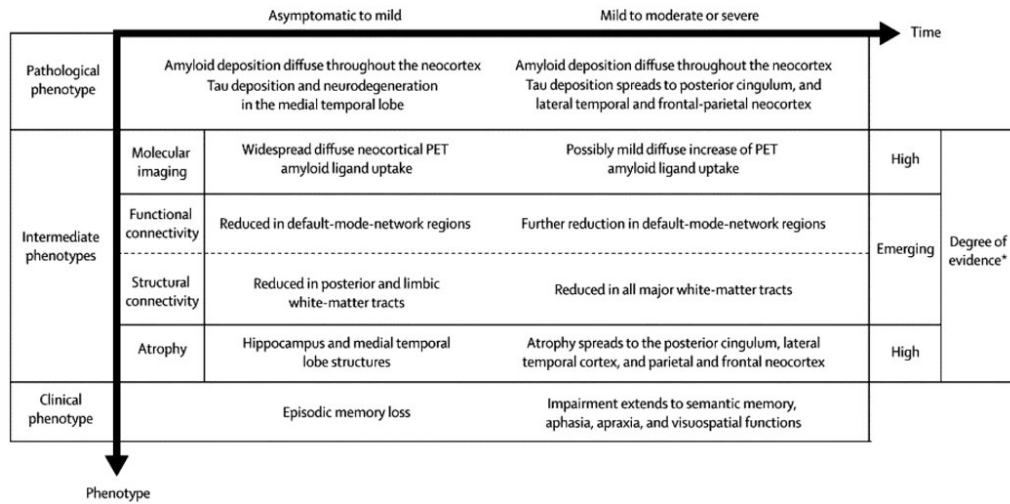 Asymptomatic to mild
Mild to moderate or severe
Time
Pathological
phenotype
Amyloid deposition diffuse throughout the neocortex
Tau deposition and neurodegeneration
in the medial temporal lobe
Amyloid deposition diffuse throughout the neocortex
Tau deposition spreads to posterior cingulum, and
lateral temporal and frontal-parietal neocortex
Intermediate
phenotypes
Molecular
imaging
Widespread diffuse neocortical PET
amyloid ligand uptake
Possibly mild diffuse increase of PET
amyloid ligand uptake
High
Functional
connectivity
Reduced in default-mode-network regions
Further reduction in default-mode-network regions
Emerging
Degree of
evidence*
Structural
connectivity
Reduced in posterior and limbic
white-matter tracts
Reduced in all major white-matter tracts
Atrophy
Hippocampus and medial temporal
lobe structures
Atrophy spreads to the posterior cingulum, lateral
temporal cortex, and parietal and frontal neocortex
High
Clinical
phenotype
Episodic memory loss
Impairment extends to semantic memory,
aphasia, apraxia, and visuospatial functions
Phenotype